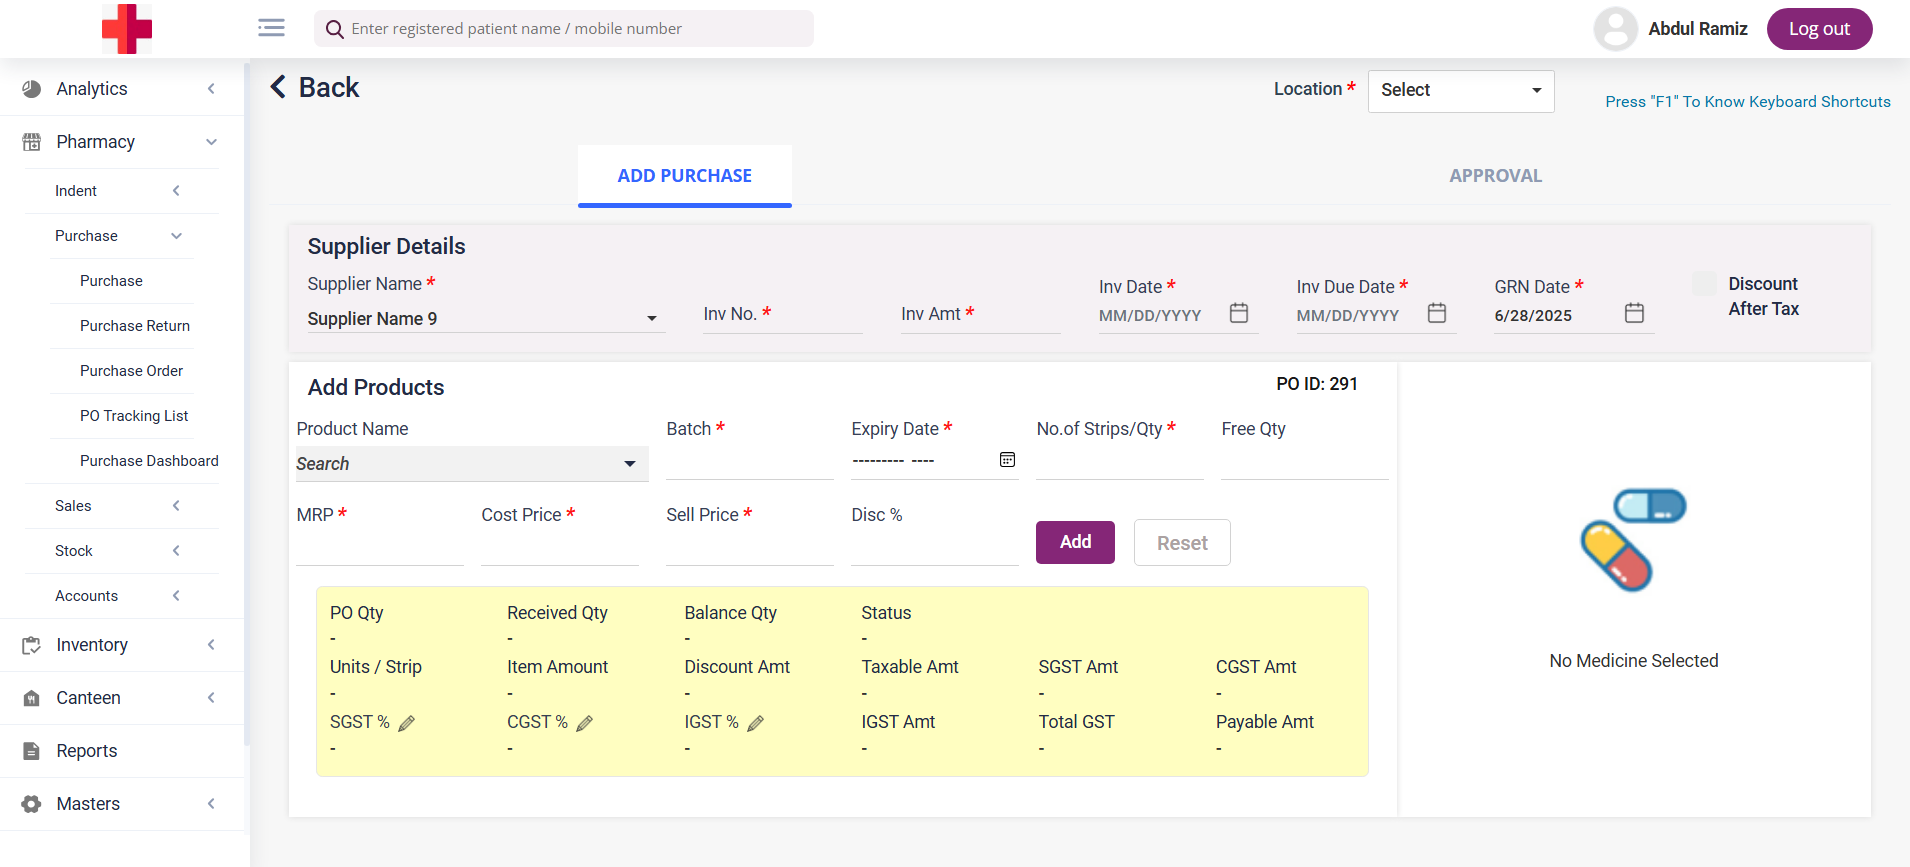 Enter registered patient name / mobile number
Abdul Ramiz
Log out
Analytics
Pharmacy
Indent
Purchase
Purchase
Purchase Return
Purchase Order
PO Tracking List
Purchase Dashboard
Sales
Stock
Accounts
Inventory
Canteen
Reports
Masters
Back
Location *
Select
Press "F1" To Know Keyboard Shortcuts
ADD PURCHASE
APPROVAL
Supplier Details
Supplier Name *
Supplier Name 9
Inv No. *
Inv Amt *
Inv Date *
MM/DD/YYYY
Inv Due Date *
MM/DD/YYYY
GRN Date *
6/28/2025
Discount
After Tax
Add Products
PO ID: 291
Product Name
Search
Batch *
Expiry Date *
--------- ----
No.of Strips/Qty *
Free Qty
MRP *
Cost Price *
Sell Price *
Disc %
Add
Reset
PO Qty
-
Received Qty
-
Balance Qty
-
Status
-
Units / Strip
-
Item Amount
-
Discount Amt
-
Taxable Amt
-
SGST Amt
-
CGST Amt
-
SGST %
-
CGST %
-
IGST %
-
IGST Amt
-
Total GST
-
Payable Amt
-
No Medicine Selected